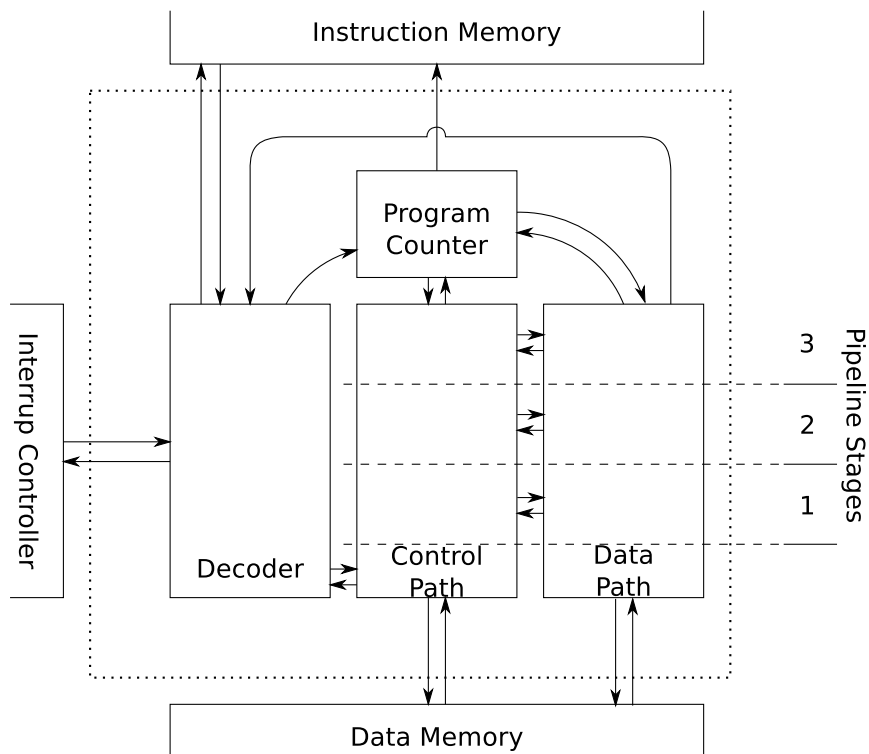 Instruction Memory
Program
Counter
Interrup Controller
Decoder
Control
Path
Data
Path
3
2
1
Pipeline Stages
Data Memory